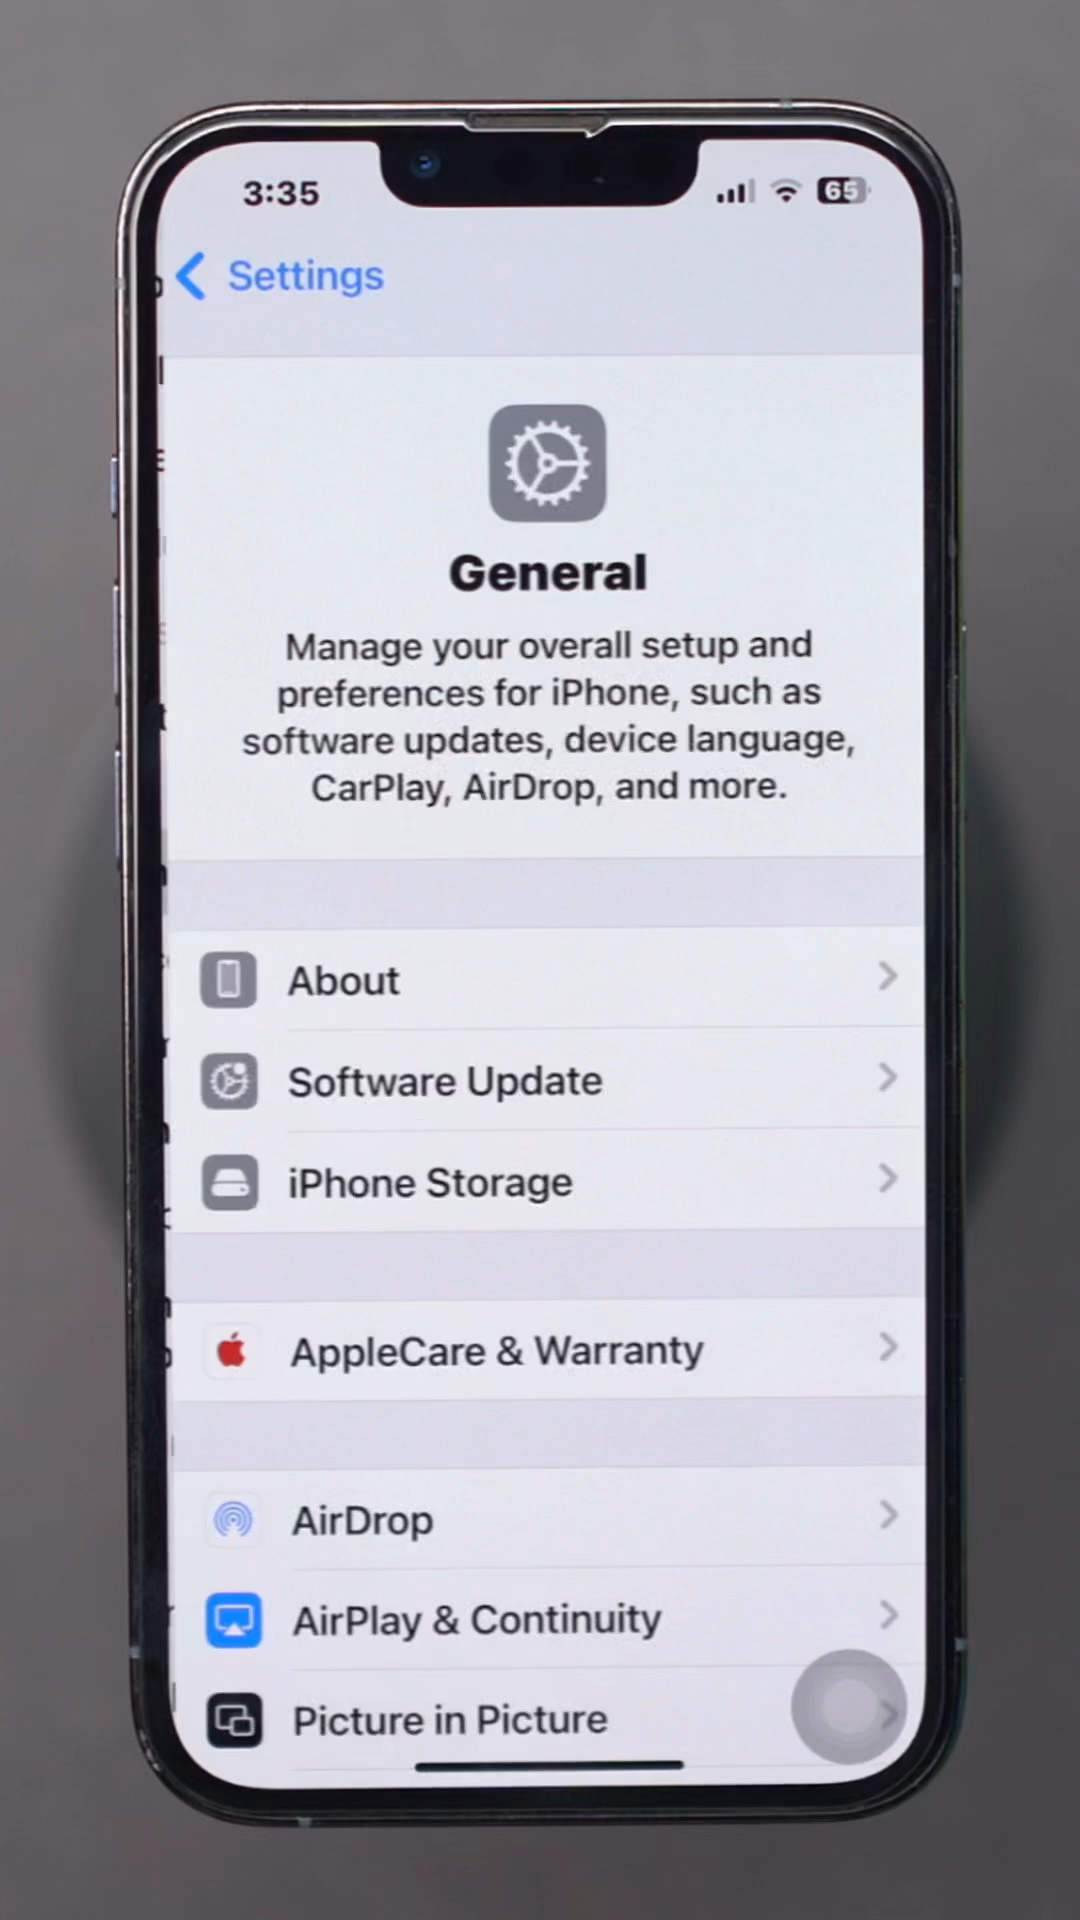 3:35
65
Settings
General
Manage your overall setup and
preferences for iPhone, such as
software updates, device language,
CarPlay, AirDrop, and more.
About
Software Update
iPhone Storage
AppleCare & Warranty
AirDrop
AirPlay & Continuity
Picture in Picture